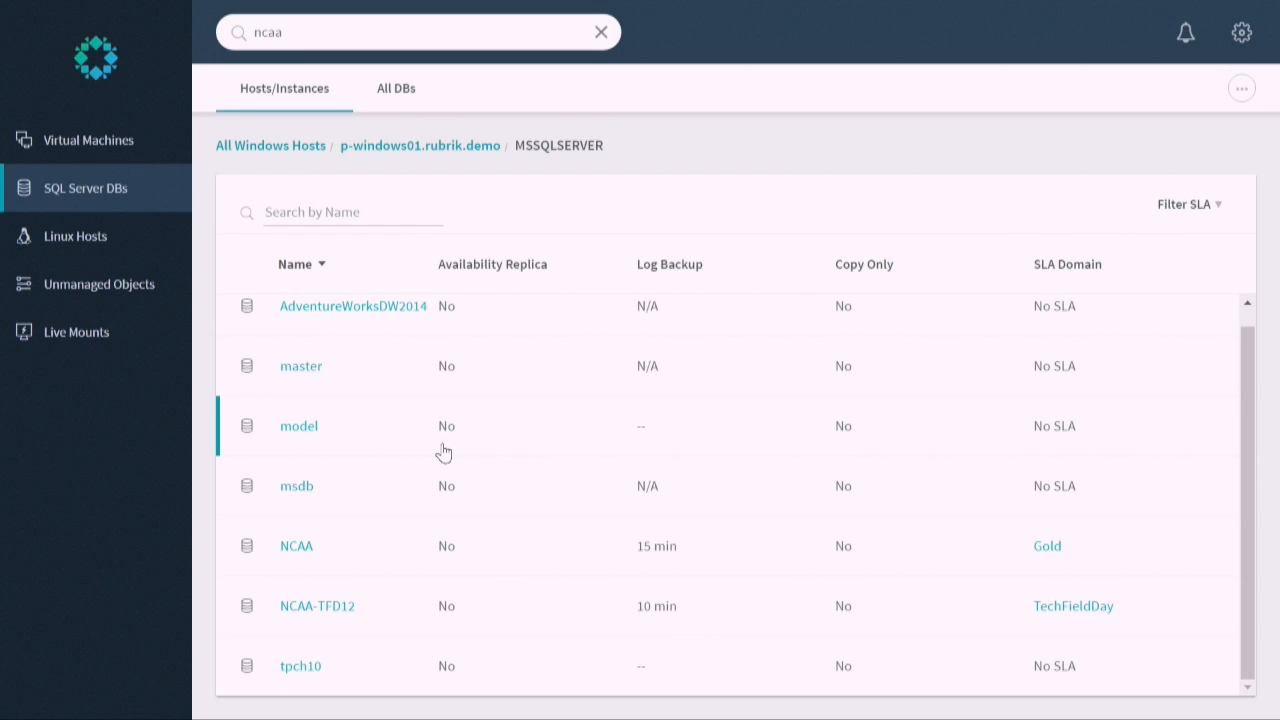 ncaa
Hosts/Instances All DBs
Virtual Machines
SQL Server DBs
Linux Hosts
Unmanaged Objects
Live Mounts
All Windows Hosts / p-windows01.rubrik.demo / MSSQLSERVER
Search by Name Filter SLA
Name Availability Replica Log Backup Copy Only SLA Domain
AdventureWorksDW2014 No N/A No No SLA
master No N/A No No SLA
model No -- No No SLA
msdb No N/A No No SLA
NCAA No 15 min No Gold
NCAA-TFD12 No 10 min No TechFieldDay
tpch10 No -- No No SLA